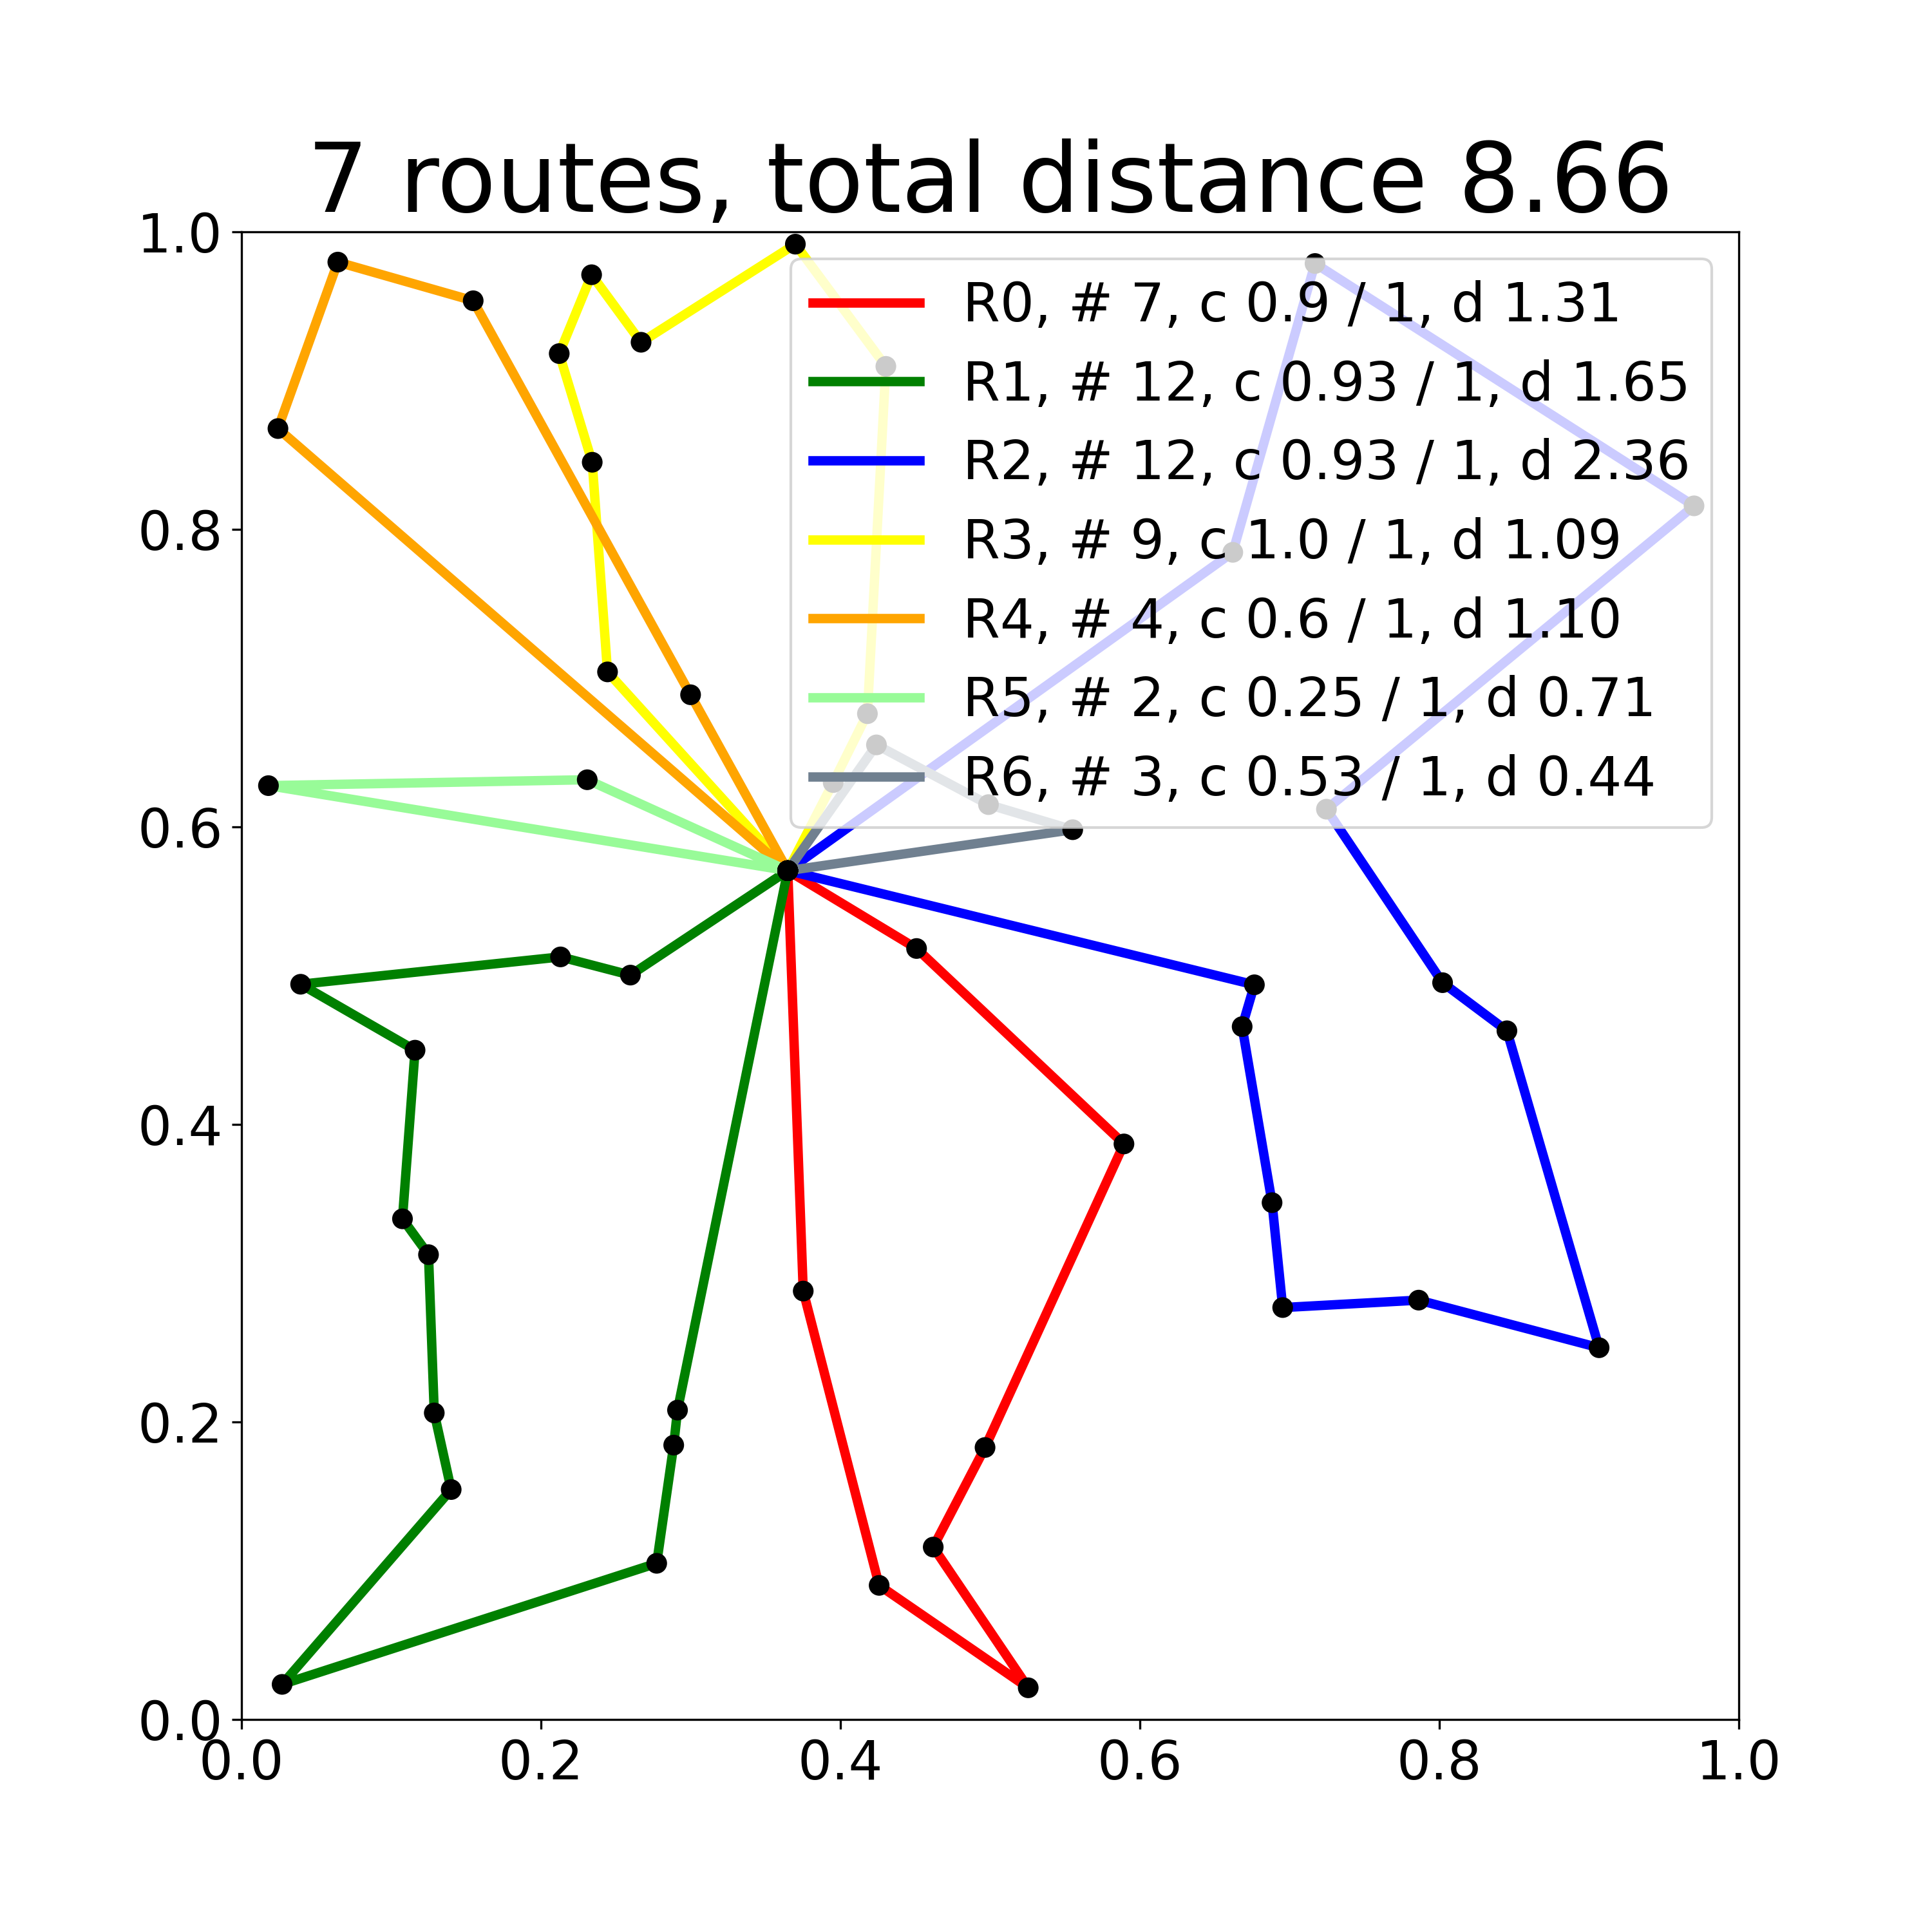 7 routes, total distance 8.66
R0, # 7, c 0.9 / 1, d 1.31
R1, # 12, c 0.93 / 1, d 1.65
R2, # 12, c 0.93 / 1, d 2.36
R3, # 9, c 1.0 / 1, d 1.09
R4, # 4, c 0.6 / 1, d 1.10
R5, # 2, c 0.25 / 1, d 0.71
R6, # 3, c 0.53 / 1, d 0.44
1.0
0.8
0.6
0.4
0.2
0.0
0.0 0.2 0.4 0.6 0.8 1.0